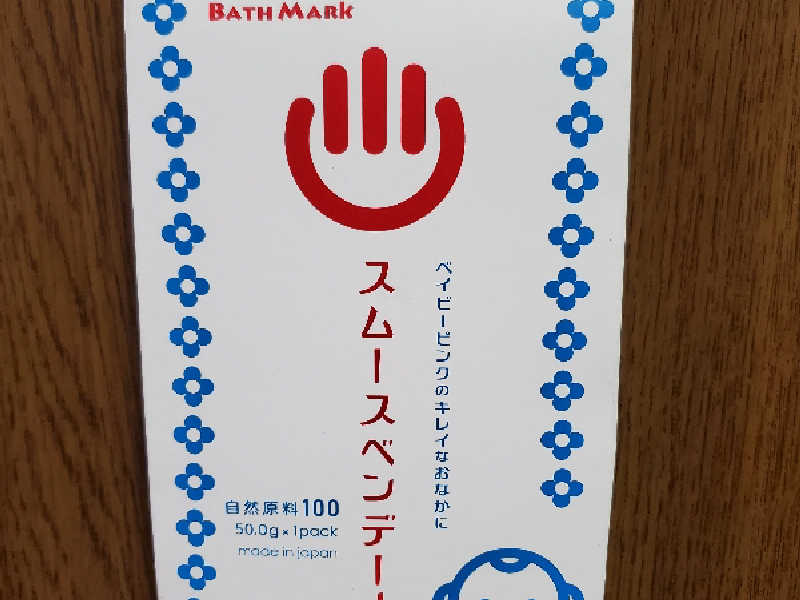 BATH MARK
ベイビーピンクのキレイなおなかに
スムースベンデー
自然原料100
50.0g×1pack
made in japan